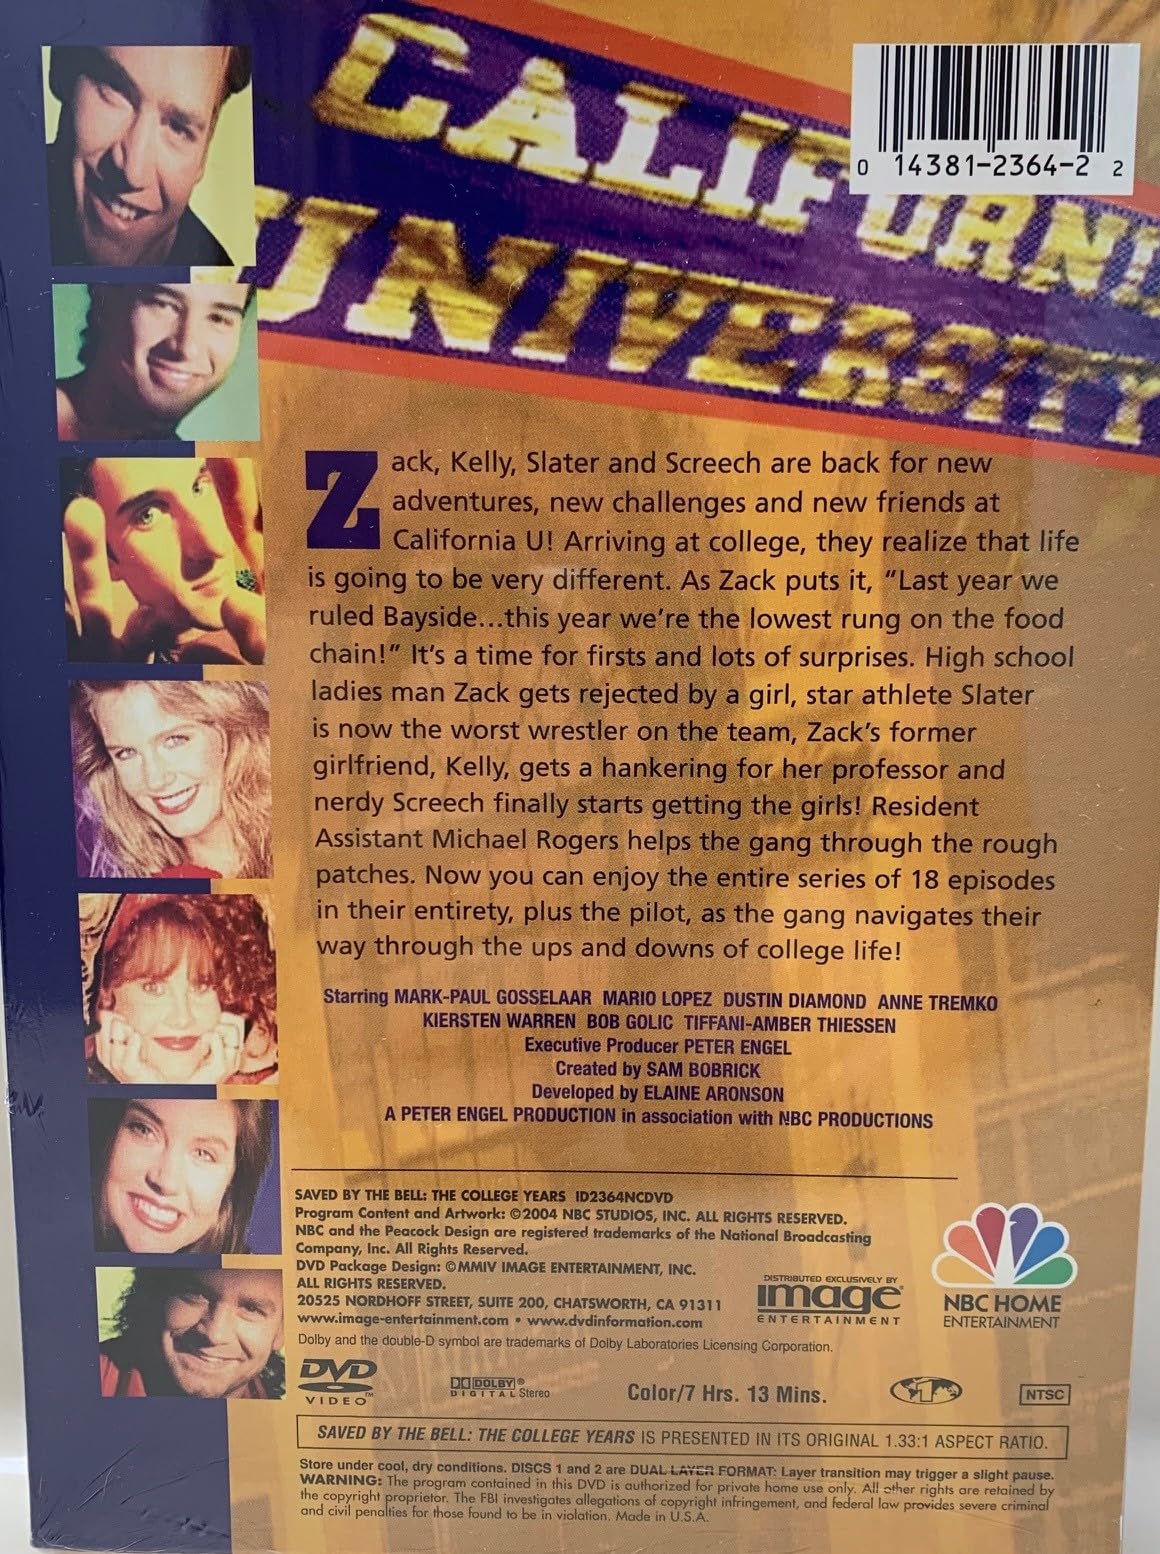 CALIFORNI
UNIVERSITY
0 14381-2364-2 2
Zack, Kelly, Slater and Screech are back for new
adventures, new challenges and new friends at
California U! Arriving at college, they realize that life
is going to be very different. As Zack puts it, “Last year we
ruled Bayside...this year we’re the lowest rung on the food
chain!” It’s a time for firsts and lots of surprises. High school
ladies man Zack gets rejected by a girl, star athlete Slater
is now the worst wrestler on the team, Zack’s former
girlfriend, Kelly, gets a hankering for her professor and
nerdy Screech finally starts getting the girls! Resident
Assistant Michael Rogers helps the gang through the rough
patches. Now you can enjoy the entire series of 18 episodes
in their entirety, plus the pilot, as the gang navigates their
way through the ups and downs of college life!
Starring MARK-PAUL GOSSELAAR MARIO LOPEZ DUSTIN DIAMOND ANNE TREMKO
KIERSTEN WARREN BOB GOLIC TIFFANI-AMBER THIESSEN
Executive Producer PETER ENGEL
Created by SAM BOBRICK
Developed by ELAINE ARONSON
A PETER ENGEL PRODUCTION in association with NBC PRODUCTIONS
SAVED BY THE BELL: THE COLLEGE YEARS ID2364NCDVD
Program Content and Artwork: ©2004 NBC STUDIOS, INC. ALL RIGHTS RESERVED.
NBC and the Peacock Design are registered trademarks of the National Broadcasting
Company, Inc. All Rights Reserved.
DVD Package Design: ©MMIV IMAGE ENTERTAINMENT, INC.
ALL RIGHTS RESERVED.
20525 NORDHOFF STREET, SUITE 200, CHATSWORTH, CA 91311
www.image-entertainment.com • www.dvdinformation.com
Dolby and the double-D symbol are trademarks of Dolby Laboratories Licensing Corporation.
DISTRIBUTED EXCLUSIVELY BY
image®
ENTERTAINMENT
NBC HOME
ENTERTAINMENT
DVD
VIDEO™
DOLBY®
DIGITAL Stereo
Color/7 Hrs. 13 Mins.
1
NTSC
SAVED BY THE BELL: THE COLLEGE YEARS IS PRESENTED IN ITS ORIGINAL 1.33:1 ASPECT RATIO.
Store under cool, dry conditions. DISCS 1 and 2 are DUAL LAYER FORMAT: Layer transition may trigger a slight pause.
WARNING: The program contained in this DVD is authorized for private home use only. All other rights are retained by
the copyright proprietor. The FBI investigates allegations of copyright infringement, and federal law provides severe criminal
and civil penalties for those found to be in violation. Made in U.S.A.